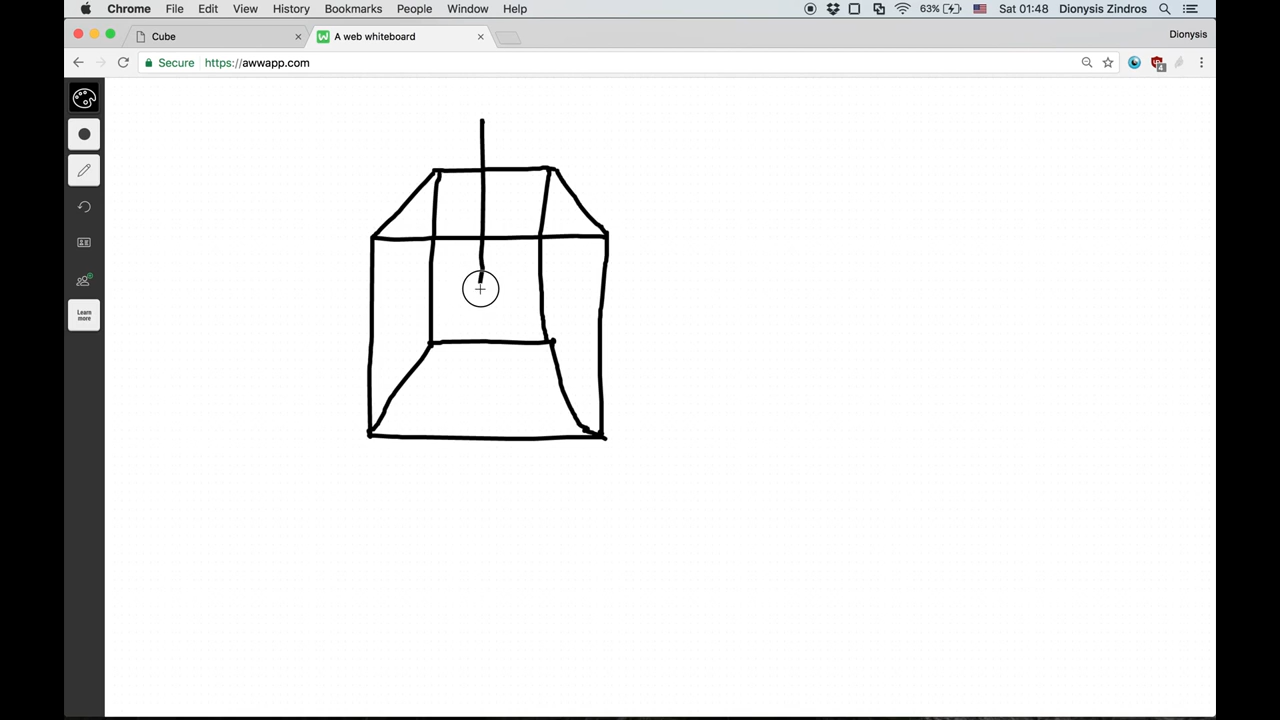 Chrome File Edit View History Bookmarks People Window Help 63% Sat 01:48 Dionysis Zindros
Cube A web whiteboard Dionysis
Secure https://awwapp.com
4
Learn
more